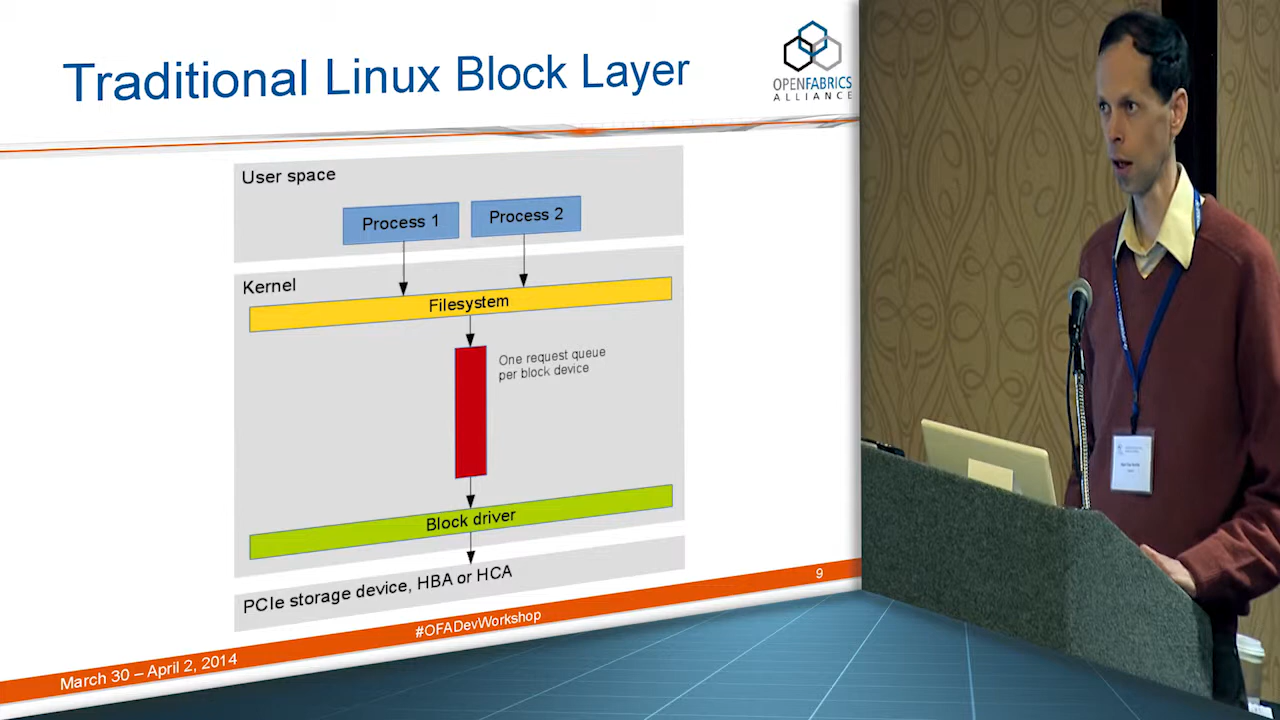 Traditional Linux Block Layer
OPENFABRICS
ALLIANCE
User space
Process 1
Process 2
Kernel
Filesystem
One request queue
per block device
Block driver
PCIe storage device, HBA or HCA
9
#OFADevWorkshop
March 30 – April 2, 2014